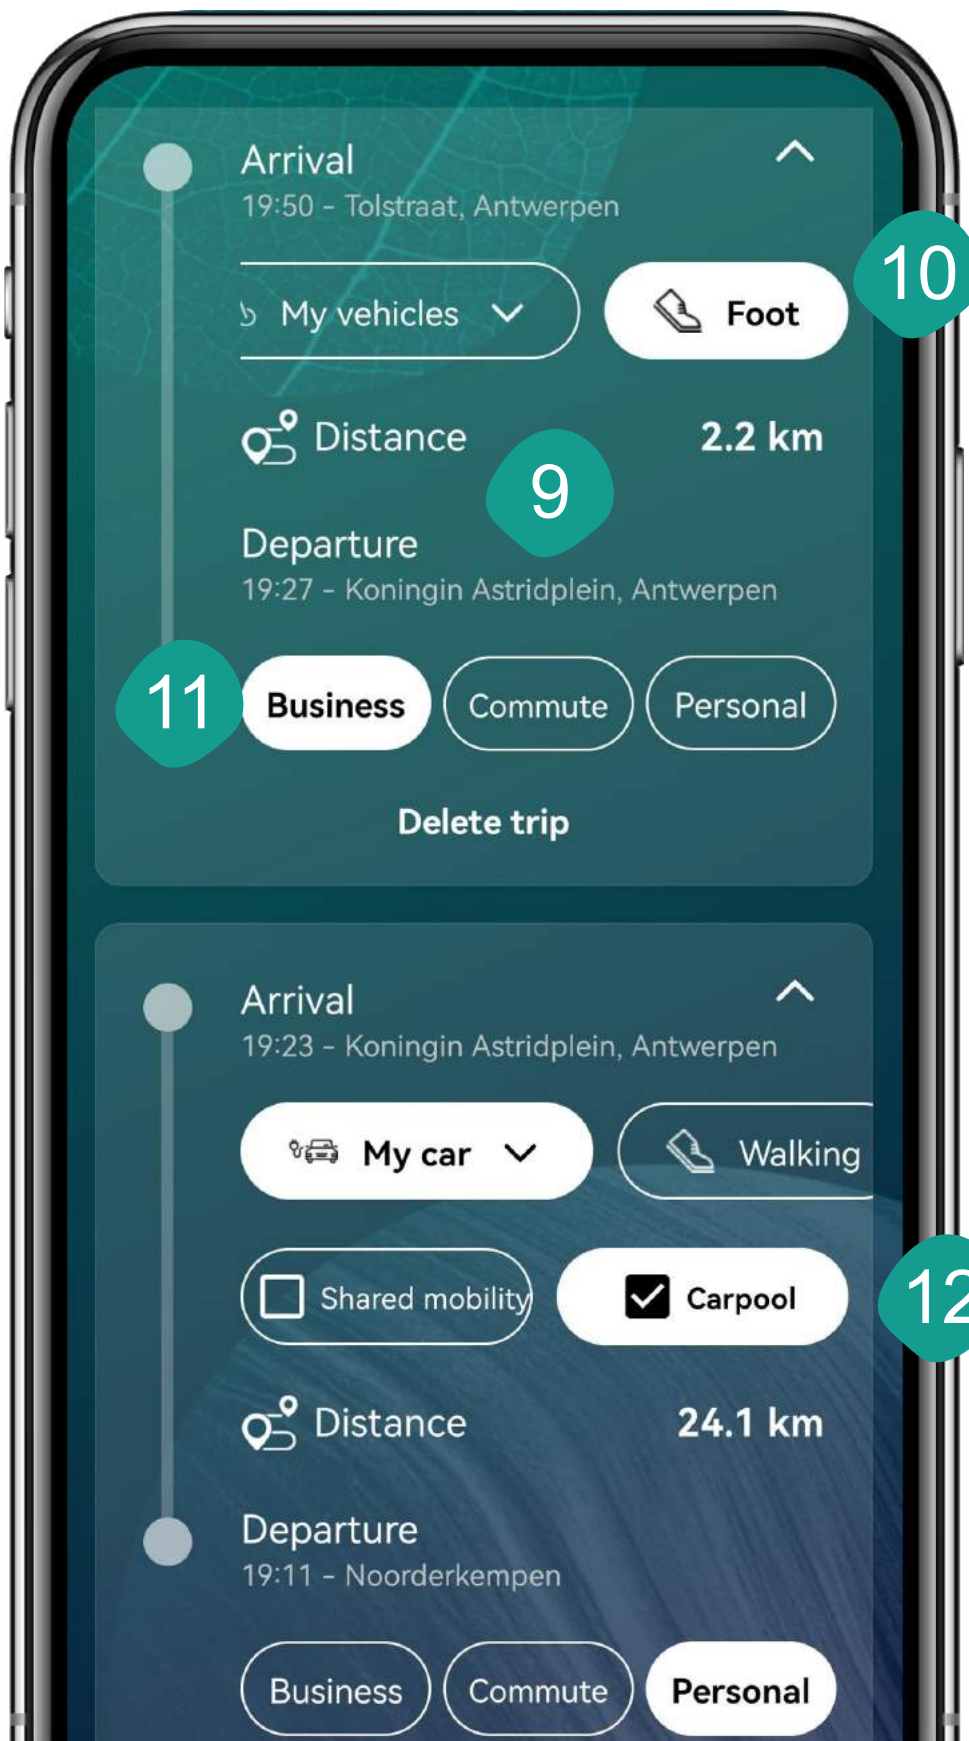 Arrival
19:50 – Tolstraat, Antwerpen
10
My vehicles Foot
Distance 2.2 km
9
Departure
19:27 – Koningin Astridplein, Antwerpen
11
Business Commute Personal
Delete trip
Arrival
19:23 – Koningin Astridplein, Antwerpen
My car Walking
Shared mobility Carpool
12
Distance 24.1 km
Departure
19:11 – Noorderkempen
Business Commute Personal